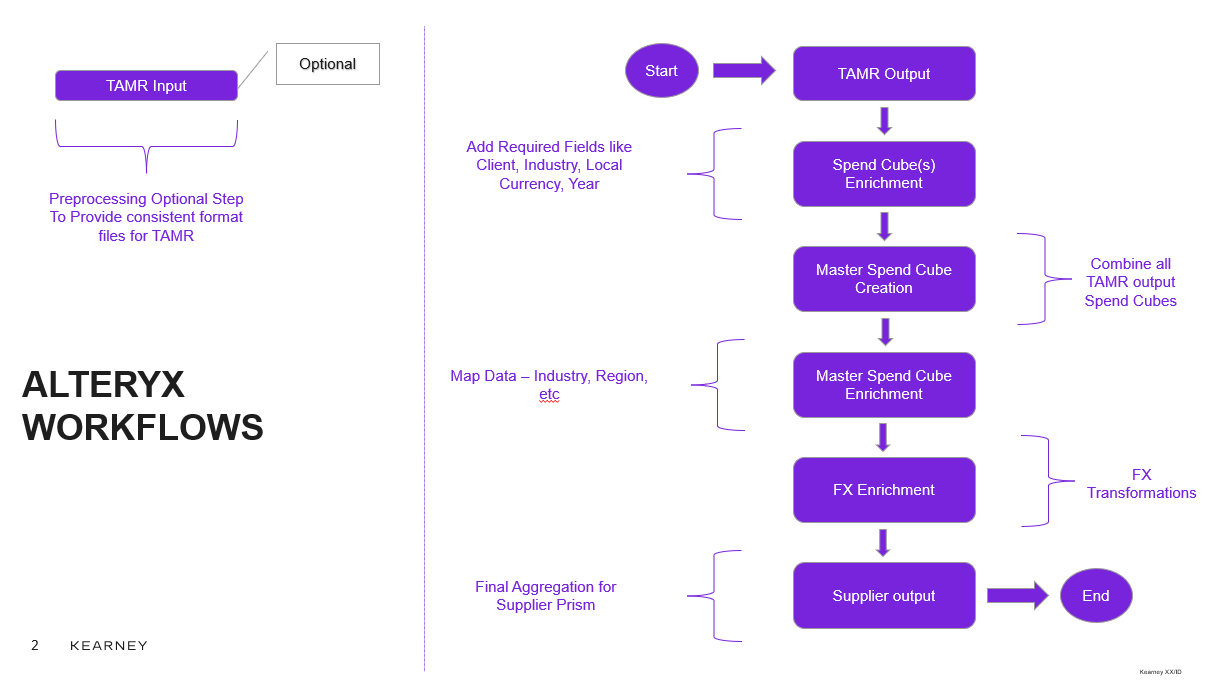 TAMR Input
Optional
Preprocessing Optional Step
To Provide consistent format
files for TAMR
ALTERYX
WORKFLOWS
2
KEARNEY
Start
TAMR Output
Add Required Fields like
Client, Industry, Local
Currency, Year
Spend Cube(s)
Enrichment
Master Spend Cube
Creation
Combine all
TAMR output
Spend Cubes
Map Data – Industry, Region,
etc
Master Spend Cube
Enrichment
FX Enrichment
FX
Transformations
Final Aggregation for
Supplier Prism
Supplier output
End
Kearney XX/ID